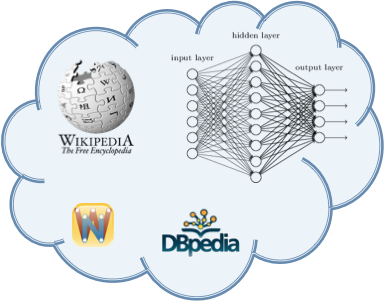 hidden layer
input layer
output layer
WIKIPEDIA
The Free Encyclopedia
W
DBpedia